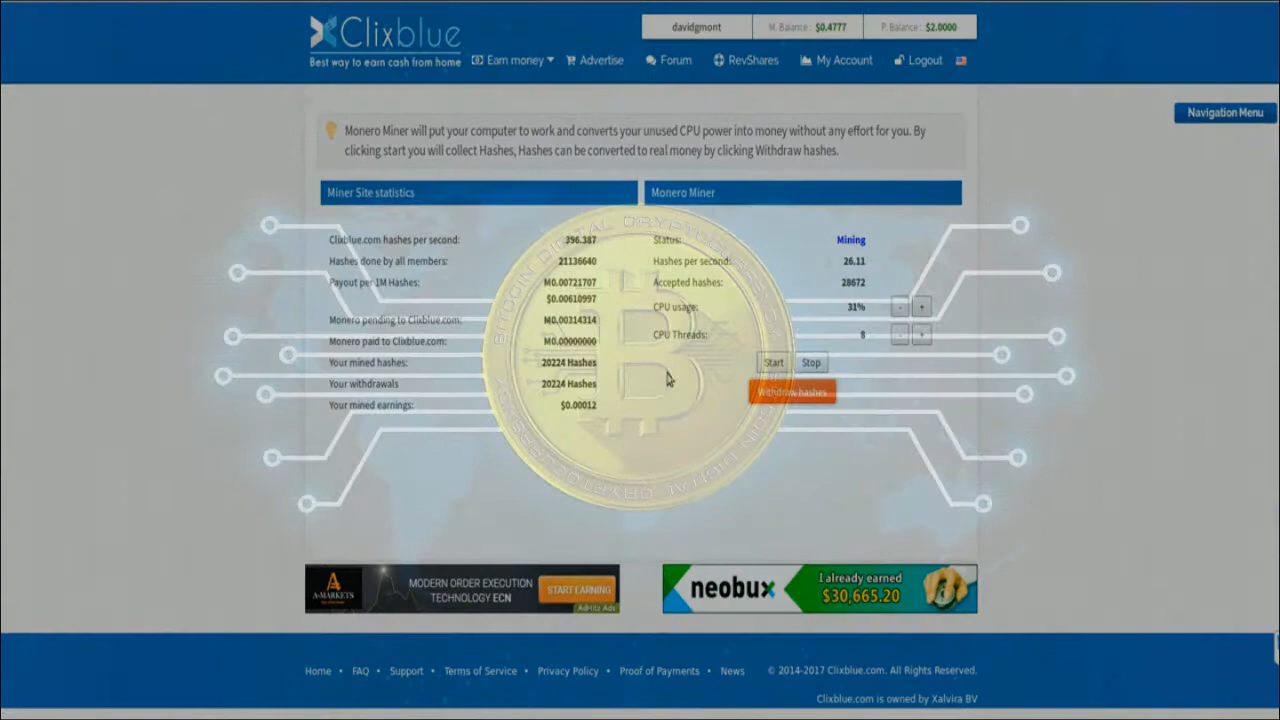 Clixblue
Best way to earn cash from home
davidgmont
M. Balance : $0.4777
P. Balance : $2.0000
Earn money
Advertise
Forum
RevShares
My Account
Logout
Navigation Menu
Monero Miner will put your computer to work and converts your unused CPU power into money without any effort for you. By
clicking start you will collect Hashes, Hashes can be converted to real money by clicking Withdraw hashes.
Miner Site statistics
Clixblue.com hashes per second: 396.387
Hashes done by all members: 21136640
Payout per 1M Hashes: M0.00721707
$0.00610997
Monero pending to Clixblue.com: M0.00314314
Monero paid to Clixblue.com: M0.00000000
Your mined hashes: 20224 Hashes
Your withdrawals 20224 Hashes
Your mined earnings: $0.00012
Monero Miner
Status: Mining
Hashes per second: 26.11
Accepted hashes: 28672
CPU usage: 31% - +
CPU Threads: 8 - +
Start Stop
Withdraw hashes
BITCOIN DIGITAL CRYPTOCURRENCY
B
A-MARKETS
MODERN ORDER EXECUTION
TECHNOLOGY ECN
START EARNING
AdHitz Ads
neobux
I already earned
$30,665.20
Home • FAQ • Support • Terms of Service • Privacy Policy • Proof of Payments • News
© 2014-2017 Clixblue.com. All Rights Reserved.
Clixblue.com is owned by Xalvira BV